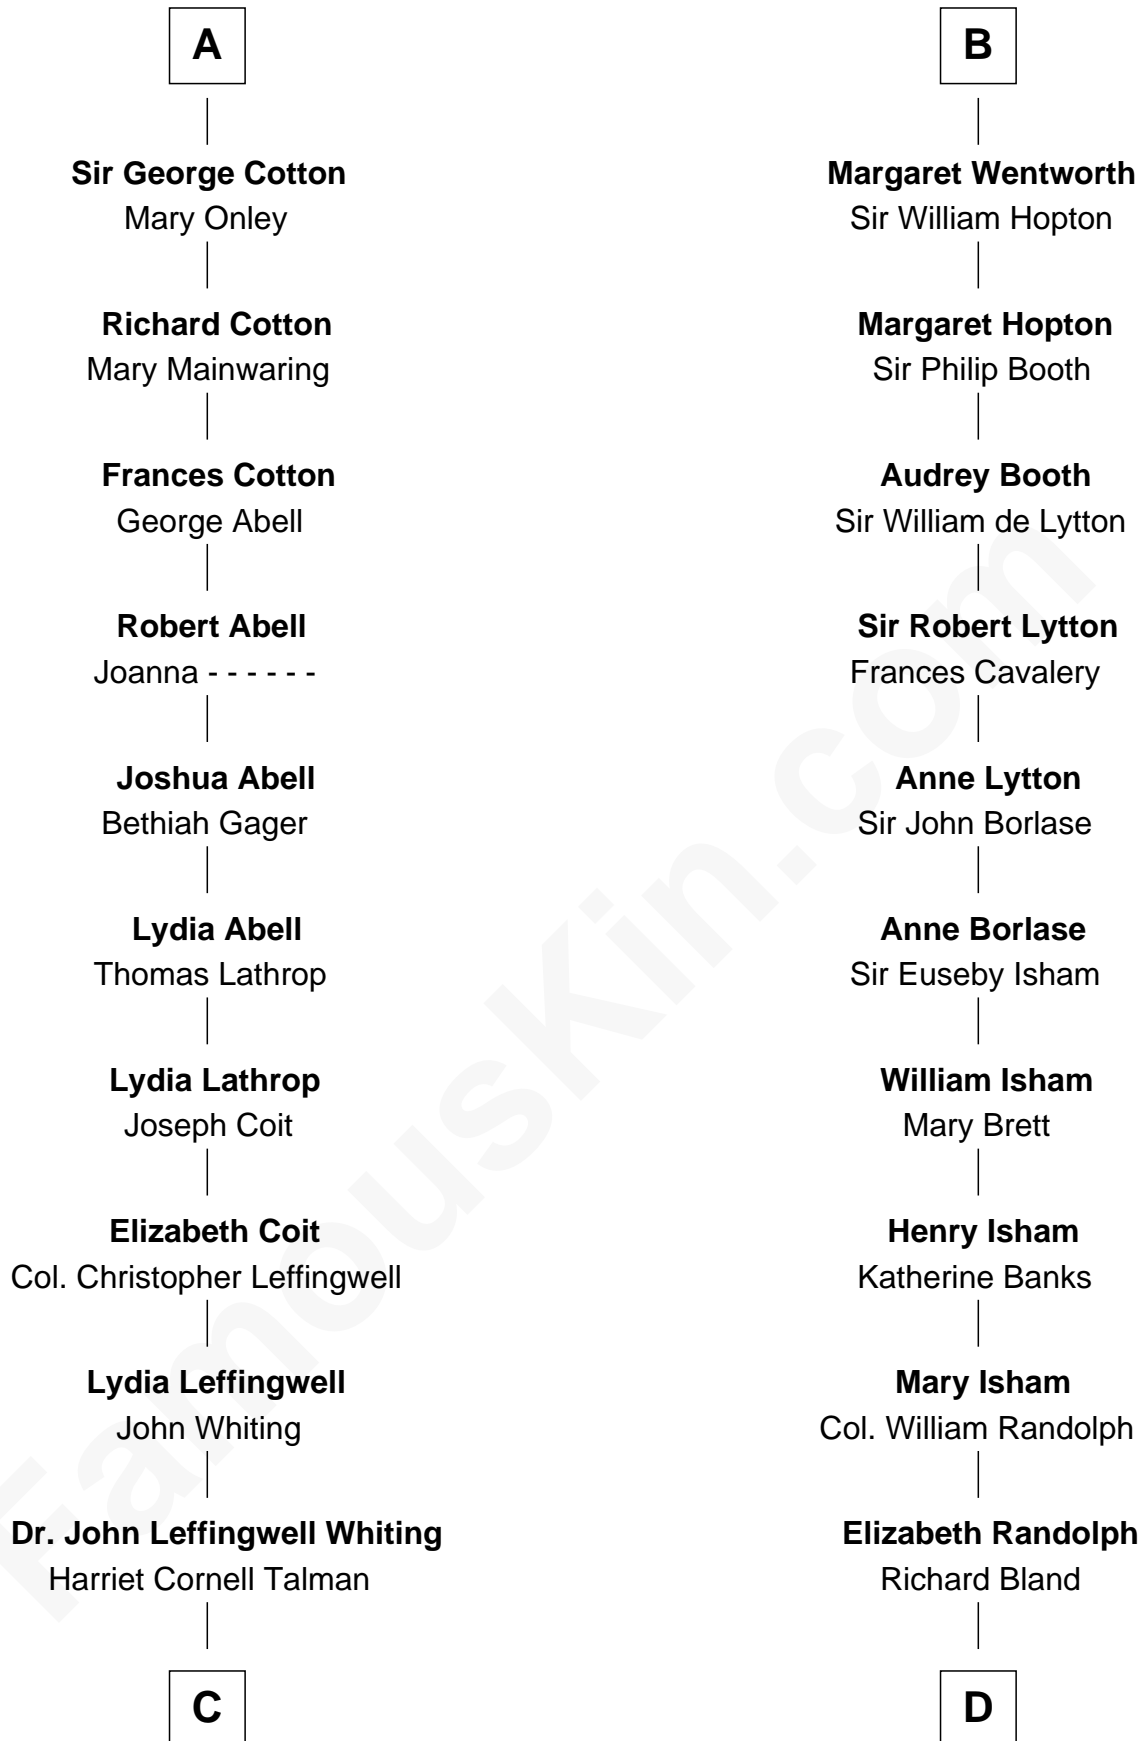 A
Sir George Cotton
Mary Onley
Richard Cotton
Mary Mainwaring
Frances Cotton
George Abell
Robert Abell
Joanna - - - - - -
Joshua Abell
Bethiah Gager
Lydia Abell
Thomas Lathrop
Lydia Lathrop
Joseph Coit
Elizabeth Coit
Col. Christopher Leffingwell
Lydia Leffingwell
John Whiting
Dr. John Leffingwell Whiting
Harriet Cornell Talman
C
B
Margaret Wentworth
Sir William Hopton
Margaret Hopton
Sir Philip Booth
Audrey Booth
Sir William de Lytton
Sir Robert Lytton
Frances Cavalery
Anne Lytton
Sir John Borlase
Anne Borlase
Sir Euseby Isham
William Isham
Mary Brett
Henry Isham
Katherine Banks
Mary Isham
Col. William Randolph
Elizabeth Randolph
Richard Bland
D
FamousKin.com